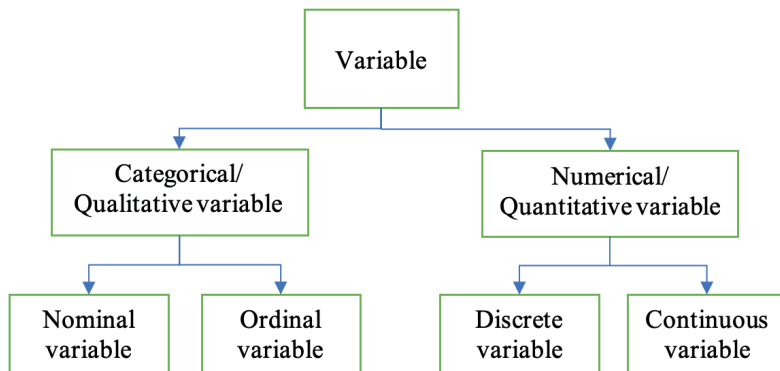 Variable
Categorical/
Qualitative variable
Numerical/
Quantitative variable
Nominal
variable
Ordinal
variable
Discrete
variable
Continuous
variable